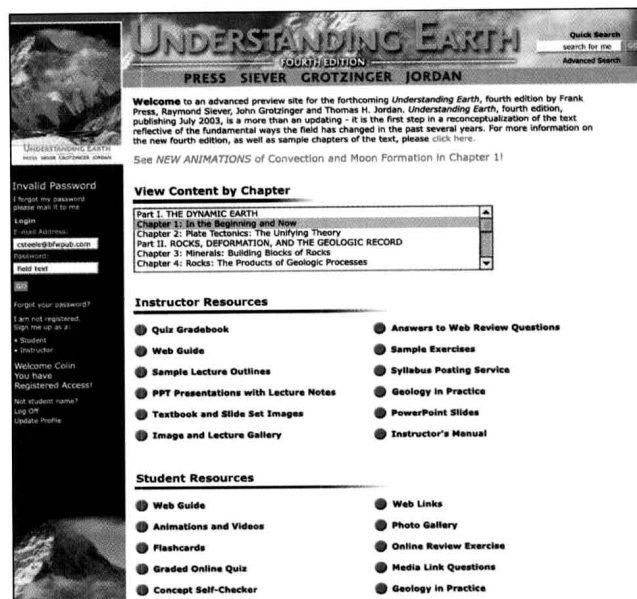 UNDERSTANDING EARTH
FOURTH EDITION
PRESS SIEVER GROTZINGER JORDAN
Quick Search
search for me
Advanced Search
UNDERSTANDING EARTH
PRESS SIEVER GROTZINGER JORDAN
Invalid Password
I forgot my password
please mail it to me
Login
E-mail Address:
csteele@bfwpub.com
Password:
field text
GO
Forgot your password?
I am not registered.
Sign me up as a:
• Student
• Instructor
Welcome Colin
You have
Registered Access!
Not student name?
Log Off
Update Profile
Welcome to an advanced preview site for the forthcoming Understanding Earth, fourth edition by Frank
Press, Raymond Siever, John Grotzinger and Thomas H. Jordan. Understanding Earth, fourth edition,
publishing July 2003, is a more than an updating - it is the first step in a reconceptualization of the text
reflective of the fundamental ways the field has changed in the past several years. For more information on
the new fourth edition, as well as sample chapters of the text, please click here.
See NEW ANIMATIONS of Convection and Moon Formation in Chapter 1!
View Content by Chapter
Part I. THE DYNAMIC EARTH
Chapter 1: In the Beginning and Now
Chapter 2: Plate Tectonics: The Unifying Theory
Part II. ROCKS, DEFORMATION, AND THE GEOLOGIC RECORD
Chapter 3: Minerals: Building Blocks of Rocks
Chapter 4: Rocks: The Products of Geologic Processes
Instructor Resources
Quiz Gradebook
Web Guide
Sample Lecture Outlines
PPT Presentations with Lecture Notes
Textbook and Slide Set Images
Image and Lecture Gallery
Answers to Web Review Questions
Sample Exercises
Syllabus Posting Service
Geology in Practice
PowerPoint Slides
Instructor's Manual
Student Resources
Web Guide
Animations and Videos
Flashcards
Graded Online Quiz
Concept Self-Checker
Web Links
Photo Gallery
Online Review Exercise
Media Link Questions
Geology in Practice